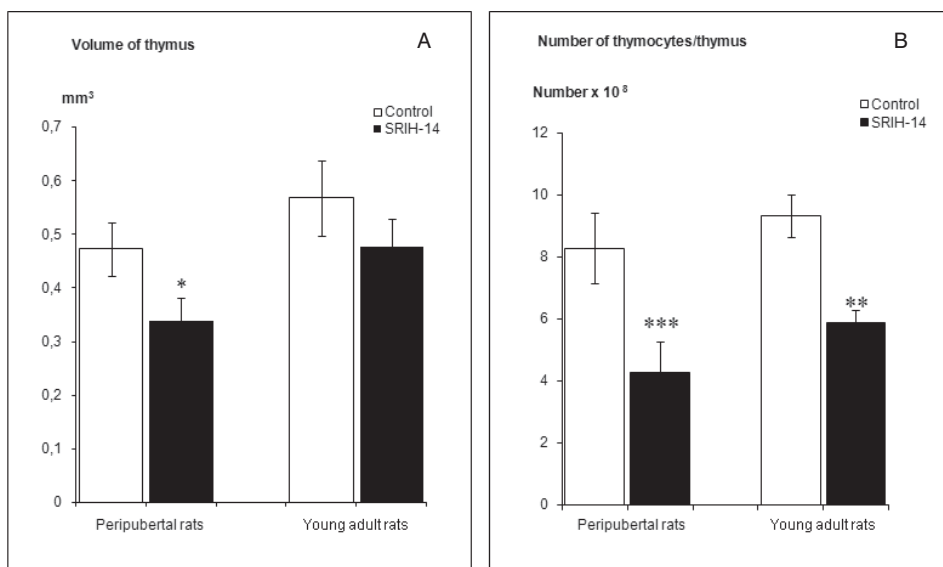 Volume of thymus
A
mm³
Control
SRIH-14
0,7
0,6
0,5
0,4
0,3
0,2
0,1
0
*
Peripubertal rats
Young adult rats
Number of thymocytes/thymus
B
Number x 10⁸
Control
SRIH-14
12
10
8
6
4
2
0
***
**
Peripubertal rats
Young adult rats